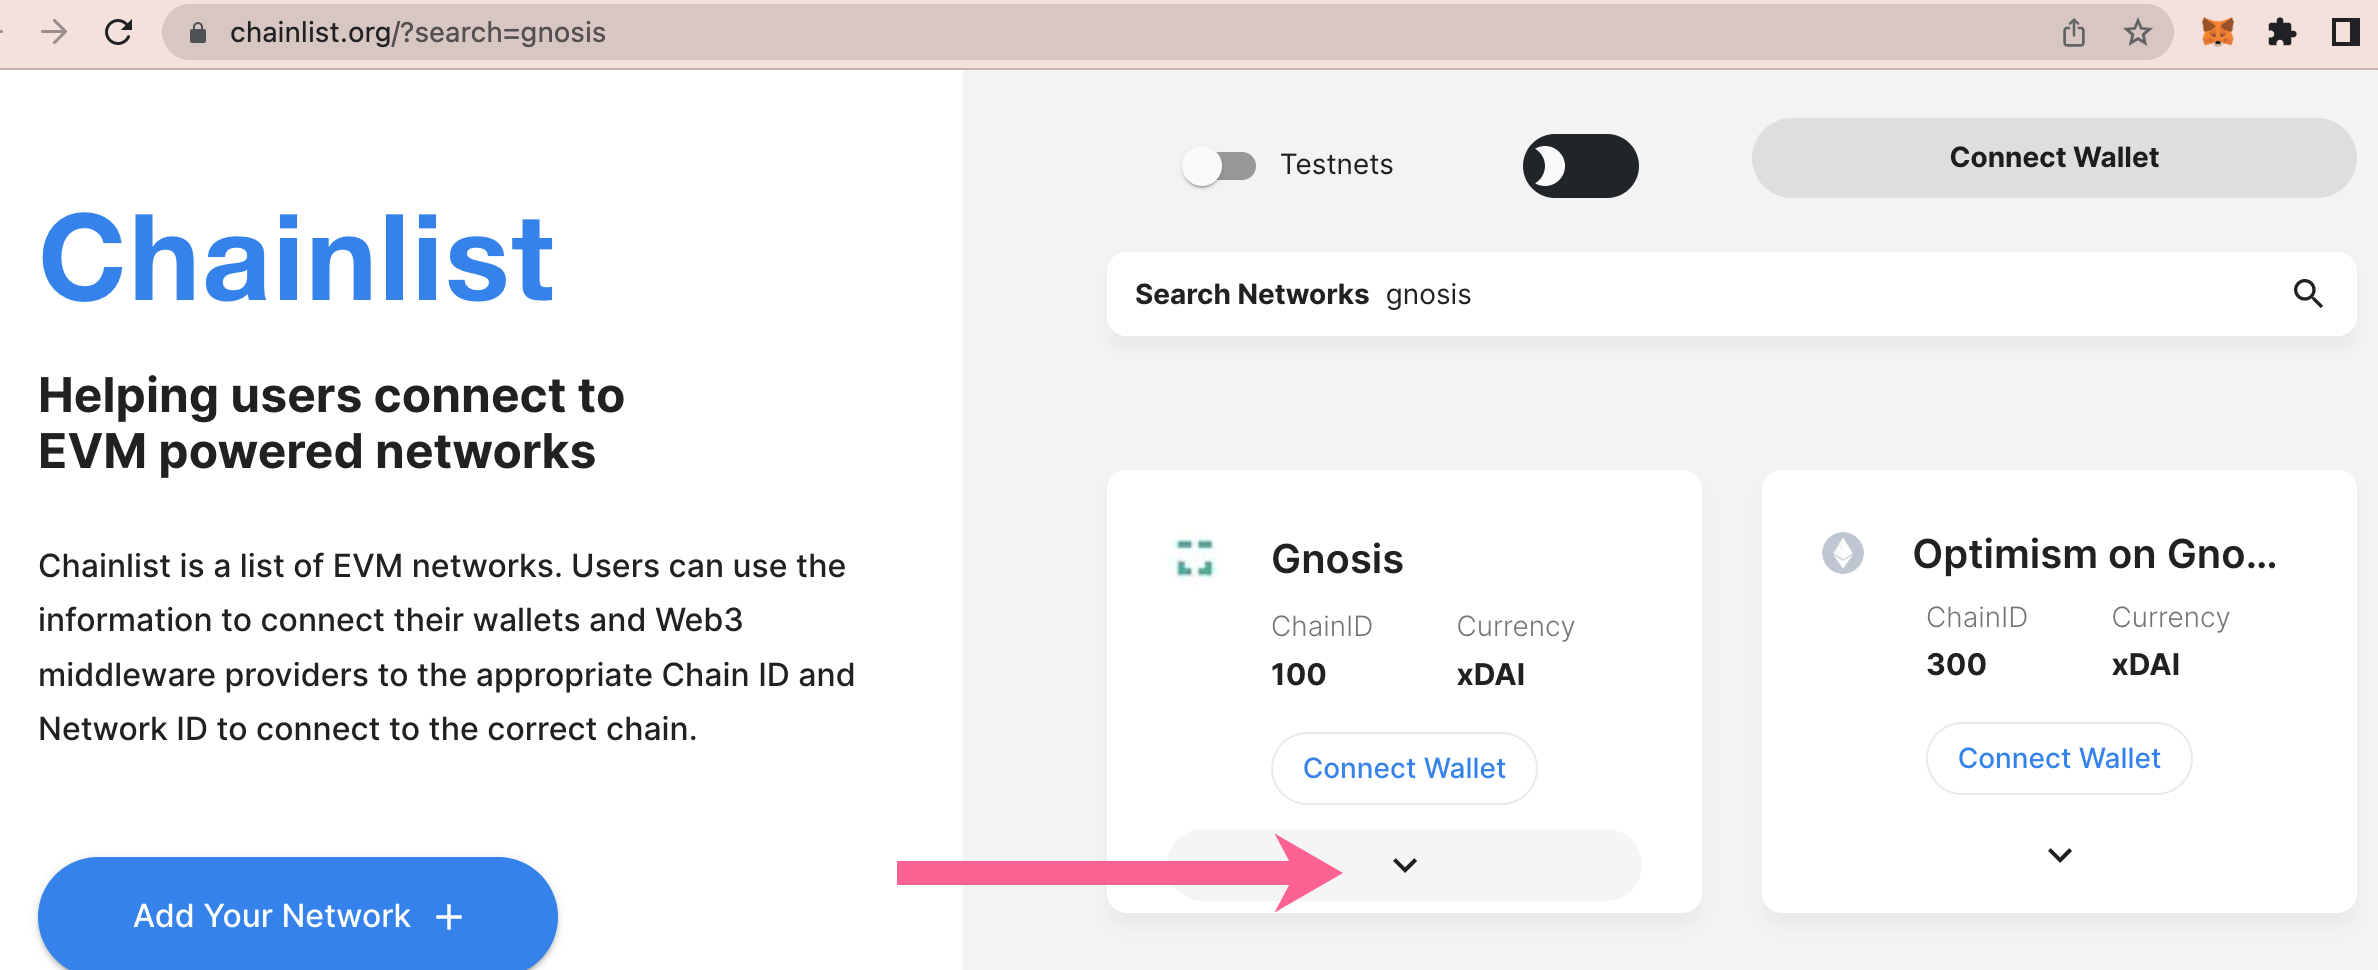 chainlist.org/?search=gnosis
Testnets
Connect Wallet
Chainlist
Search Networks gnosis
Helping users connect to
EVM powered networks
Chainlist is a list of EVM networks. Users can use the
information to connect their wallets and Web3
middleware providers to the appropriate Chain ID and
Network ID to connect to the correct chain.
Add Your Network +
Gnosis
ChainID Currency
100 xDAI
Connect Wallet
Optimism on Gno...
ChainID Currency
300 xDAI
Connect Wallet